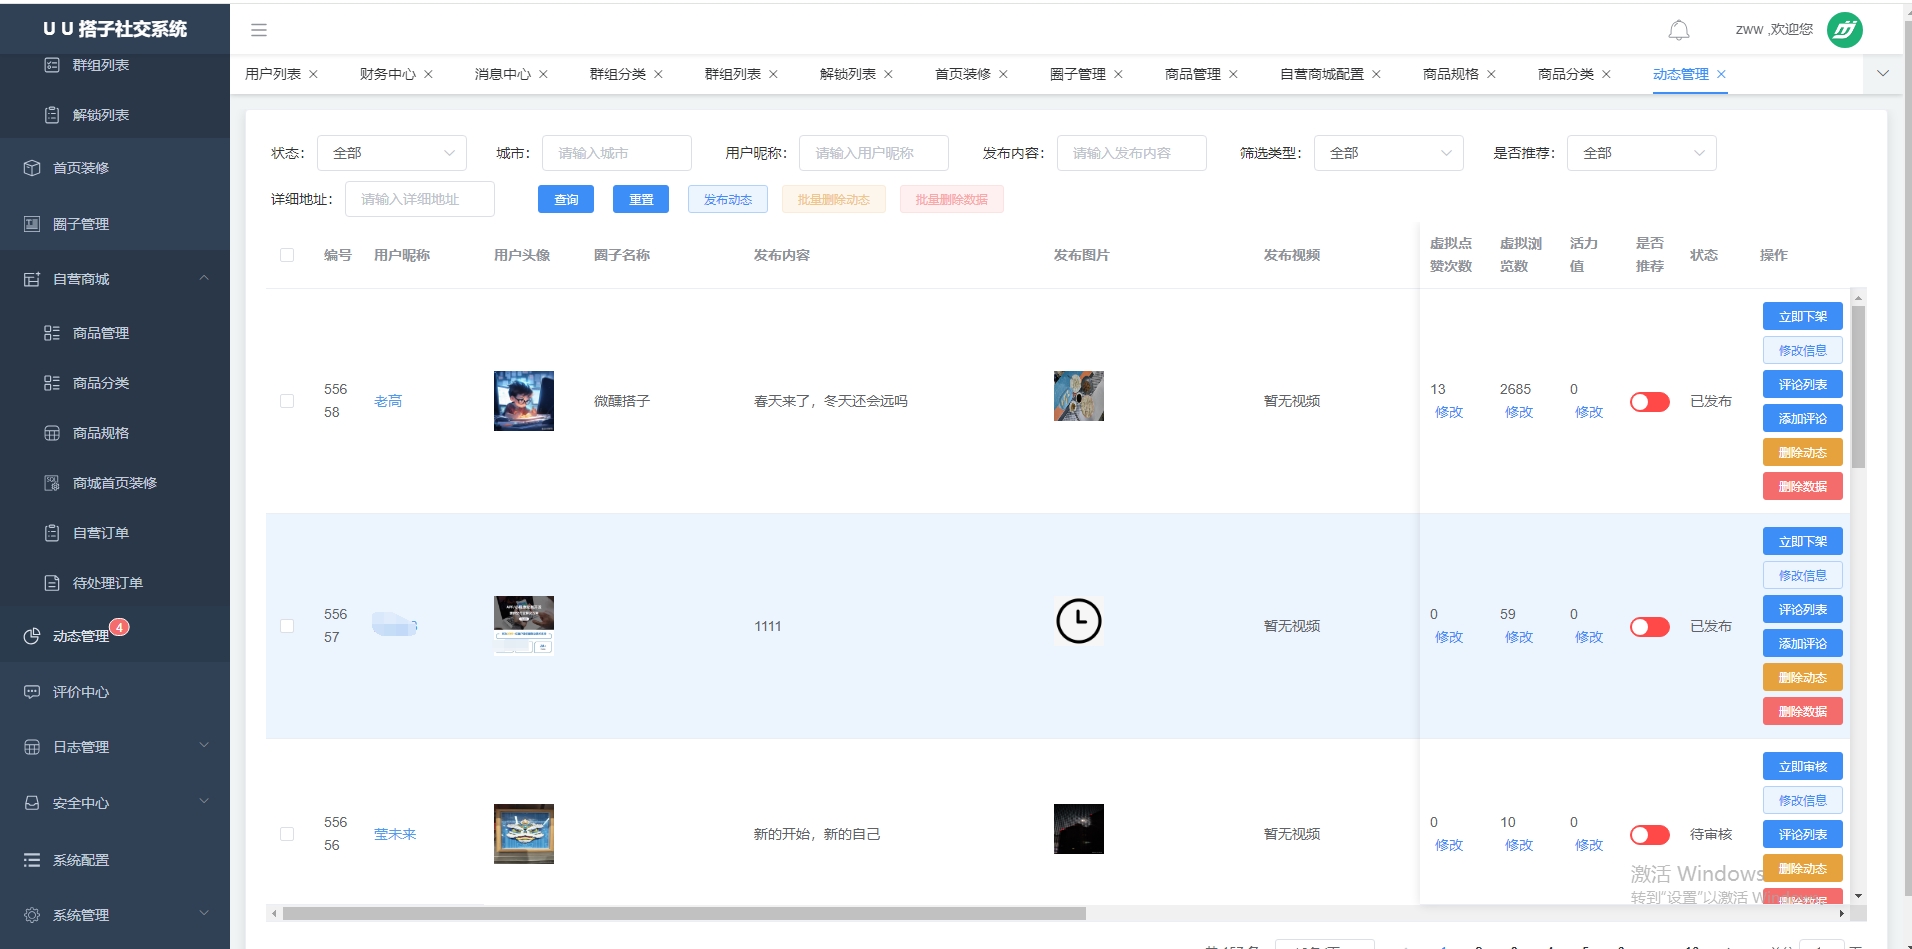 U U 搭子社交系统
zww ,欢迎您
群组列表
解锁列表
首页装修
圈子管理
自营商城
商品管理
商品分类
商品规格
商城首页装修
自营订单
待处理订单
动态管理 4
评价中心
日志管理
安全中心
系统配置
系统管理
用户列表 × 财务中心 × 消息中心 × 群组分类 × 群组列表 × 解锁列表 × 首页装修 × 圈子管理 × 商品管理 × 自营商城配置 × 商品规格 × 商品分类 × 动态管理 ×
状态： 全部 城市： 请输入城市 用户昵称： 请输入用户昵称 发布内容： 请输入发布内容 筛选类型： 全部 是否推荐： 全部
详细地址： 请输入详细地址 查询 重置 发布动态 批量删除动态 批量删除数据
编号 用户昵称 用户头像 圈子名称 发布内容 发布图片 发布视频 虚拟点赞次数 虚拟浏览数 活力值 是否推荐 状态 操作
556
58
老高
微醺搭子
春天来了，冬天还会远吗
暂无视频
13 2685 0
修改 修改 修改
已发布
立即下架
修改信息
评论列表
添加评论
删除动态
删除数据
556
57
1111
暂无视频
0 59 0
修改 修改 修改
已发布
立即下架
修改信息
评论列表
添加评论
删除动态
删除数据
556
56
莹未来
新的开始，新的自己
暂无视频
0 10 0
修改 修改 修改
待审核
立即审核
修改信息
评论列表
删除动态
删除数据
激活 Windows
转到"设置"以激活 Wi